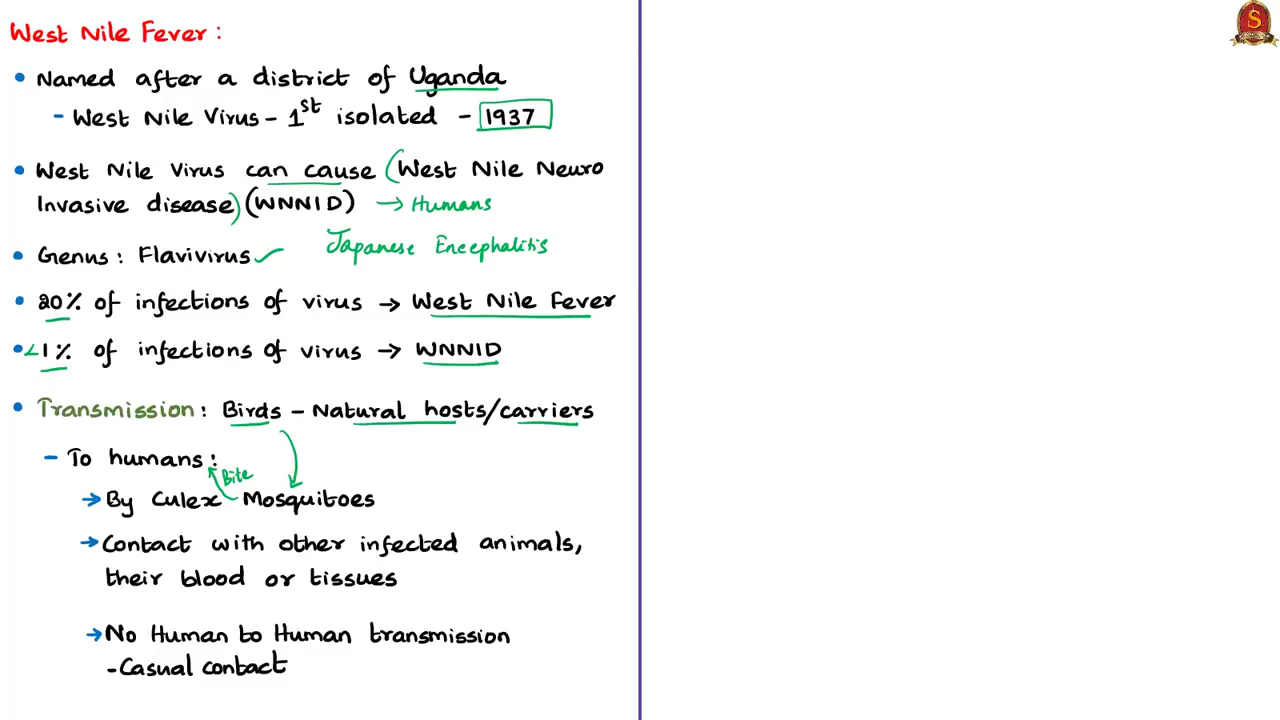 West Nile Fever:
• Named after a district of Uganda
- West Nile Virus - 1st isolated - 1937
• West Nile Virus can cause (West Nile Neuro
Invasive disease) (WNNID) → Humans
• Genus: Flavivirus ✓ Japanese Encephalitis
• 20% of infections of virus → West Nile Fever
• <1% of infections of virus → WNNID
• Transmission: Birds - Natural hosts/carriers
- To humans:
Bite
→ By Culex Mosquitoes
→ Contact with other infected animals,
their blood or tissues
→ No Human to Human transmission
- Casual contact
S